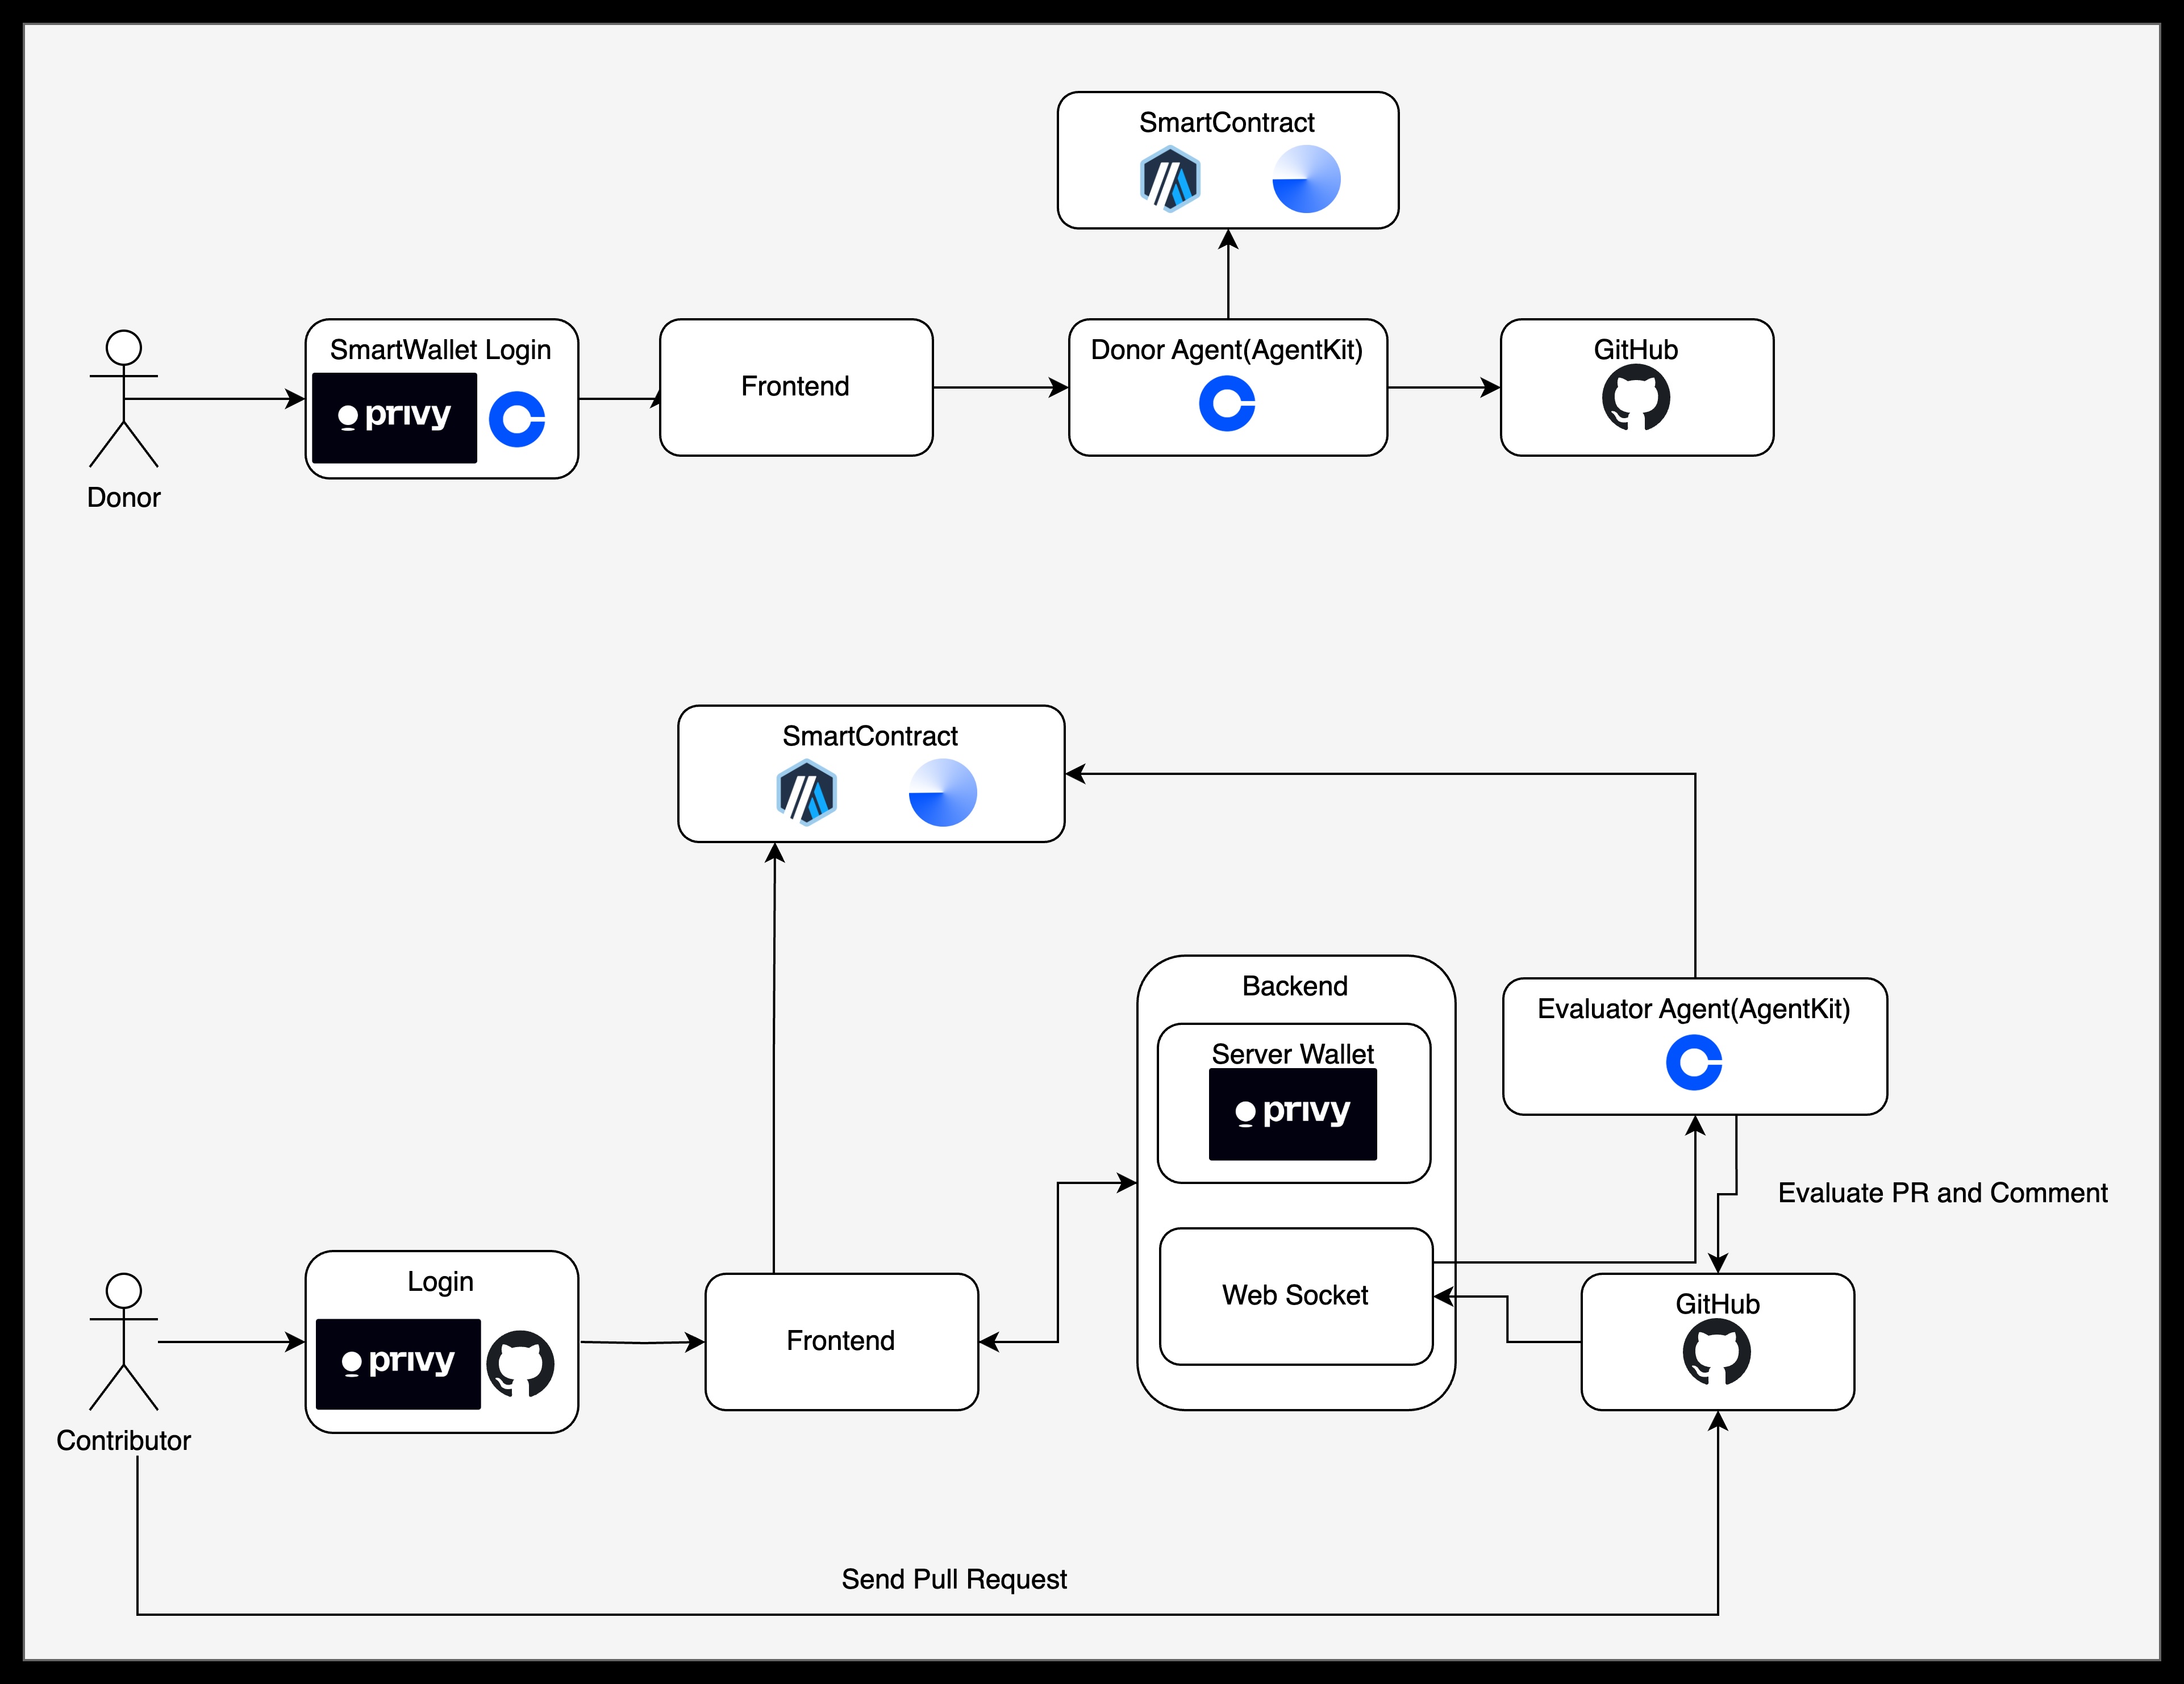 SmartContract
SmartWallet Login
privy
Donor
Frontend
Donor Agent(AgentKit)
GitHub
SmartContract
Backend
Server Wallet
privy
Evaluator Agent(AgentKit)
Evaluate PR and Comment
Login
privy
Contributor
Frontend
Web Socket
GitHub
Send Pull Request